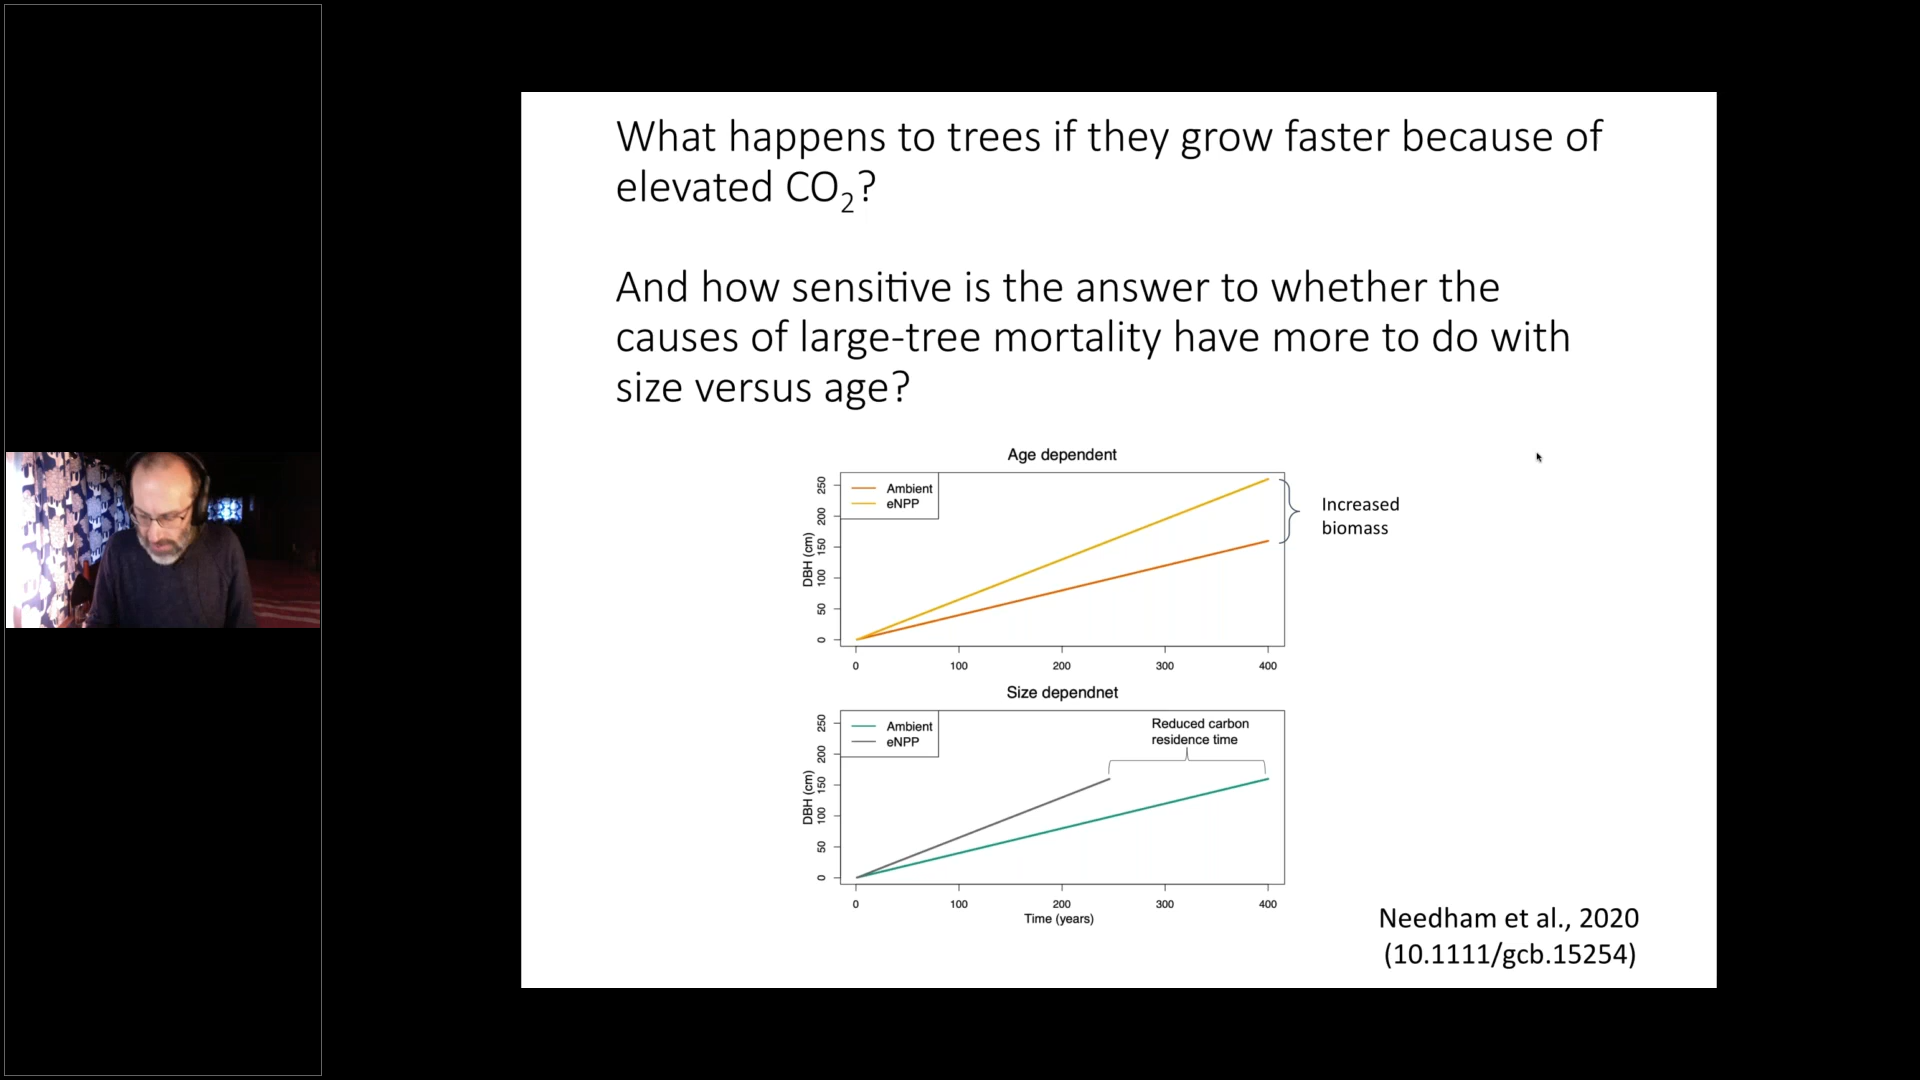 What happens to trees if they grow faster because of
elevated CO₂?
And how sensitive is the answer to whether the
causes of large-tree mortality have more to do with
size versus age?
Age dependent
Ambient
eNPP
DBH (cm)
250
200
150
100
50
0
0 100 200 300 400
Increased
biomass
Size dependnet
Ambient
eNPP
Reduced carbon
residence time
DBH (cm)
250
200
150
100
50
0
0 100 200 300 400
Time (years)
Needham et al., 2020
(10.1111/gcb.15254)